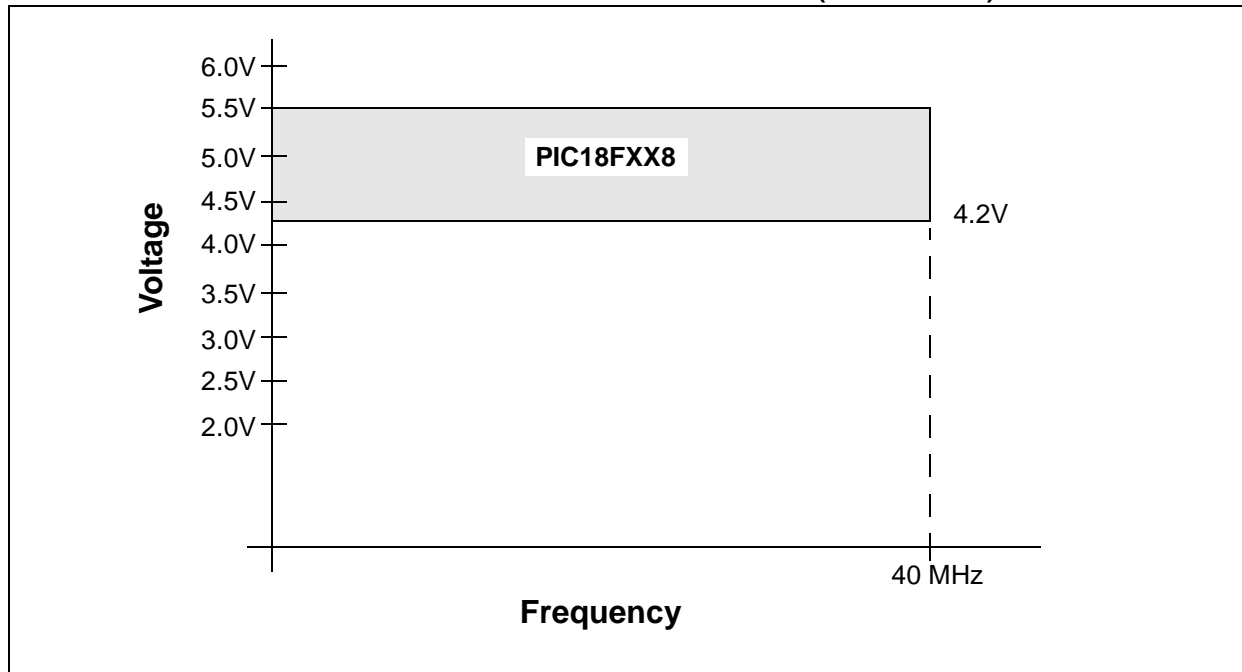 6.0V
5.5V
5.0V
4.5V
4.0V
3.5V
3.0V
2.5V
2.0V
Voltage
PIC18FXX8
4.2V
40 MHz
Frequency